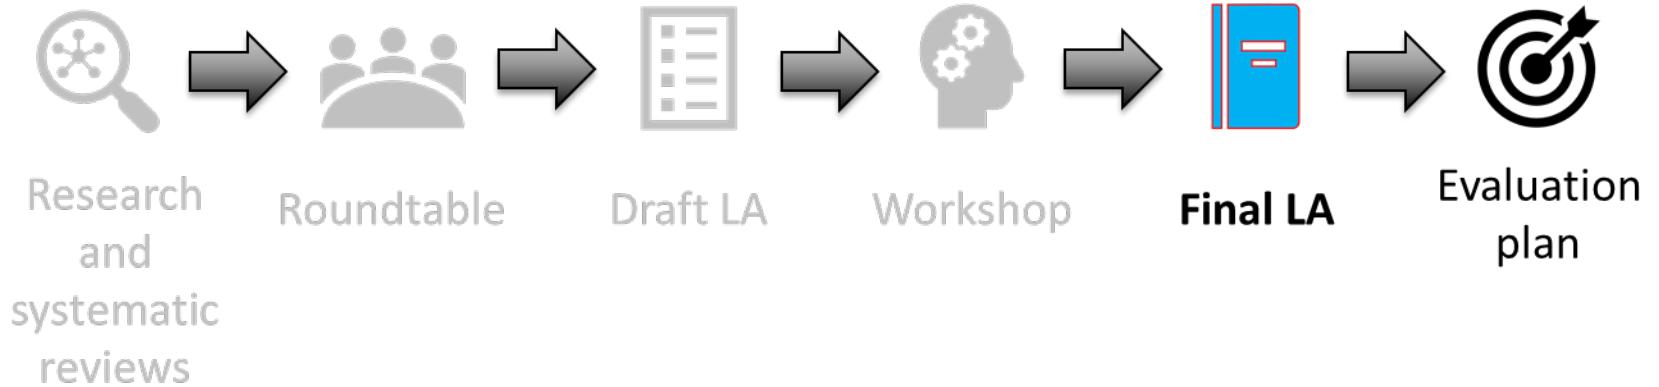 Research
and
systematic
reviews
Roundtable
Draft LA
Workshop
Final LA
Evaluation
plan